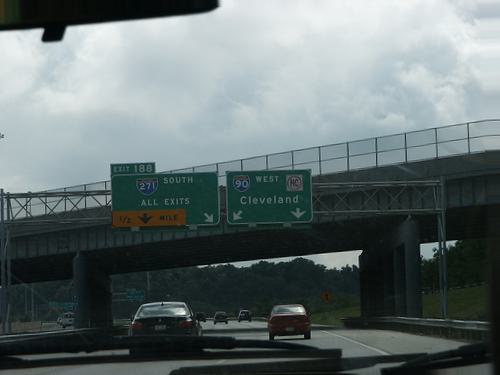 EXIT 188
271 SOUTH
ALL EXITS
1/2 MILE
90 WEST
Cleveland